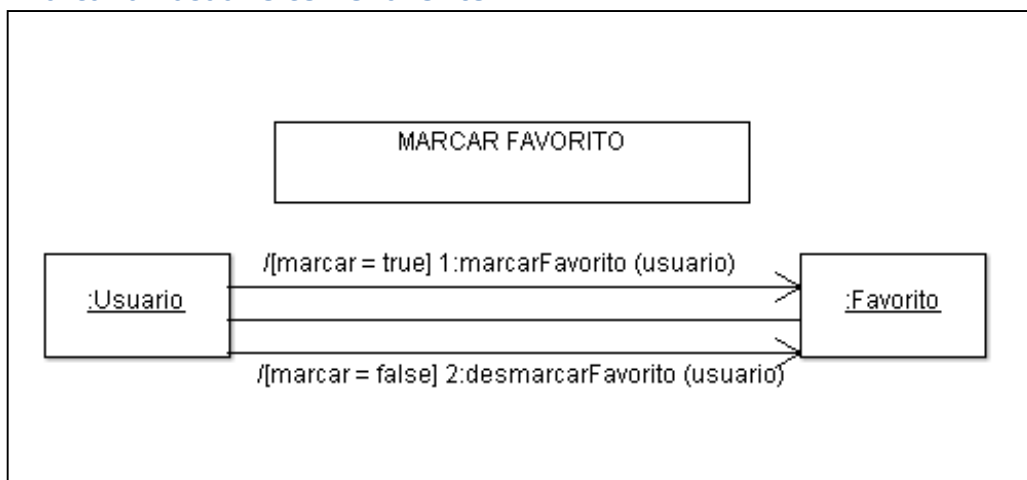 MARCAR FAVORITO
/[marcar = true] 1:marcarFavorito (usuario)
:Usuario
:Favorito
/[marcar = false] 2:desmarcarFavorito (usuario)